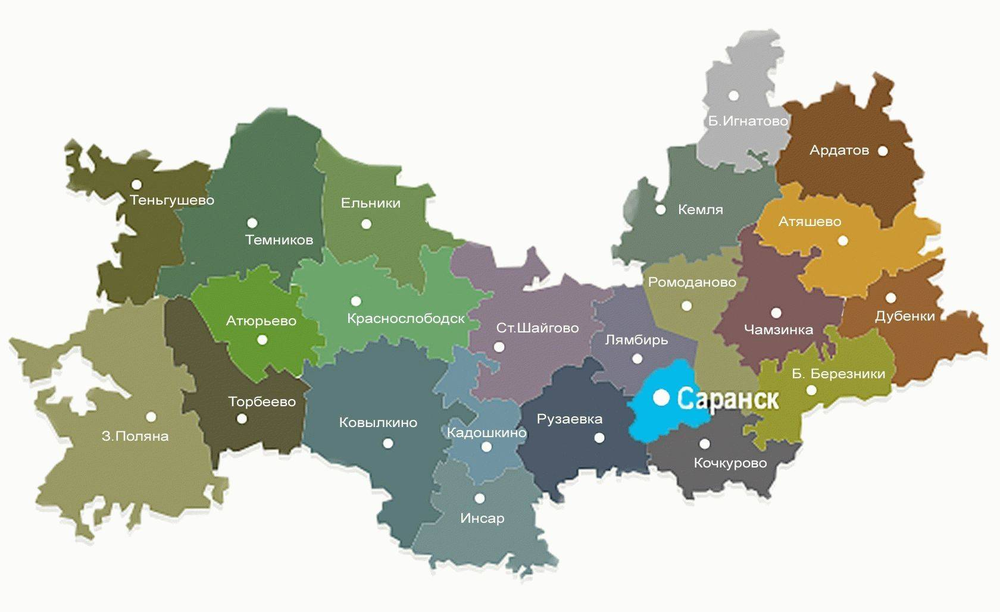 Б.Игнатово
Ардатов
Теньгушево
Ельники
Кемля
Атяшево
Темников
Ромоданово
Атюрьево
Краснослободск
Ст.Шайгово
Чамзинка
Дубенки
Лямбирь
Б. Березники
Торбеево
Саранск
З.Поляна
Ковылкино
Кадошкино
Рузаевка
Кочкурово
Инсар